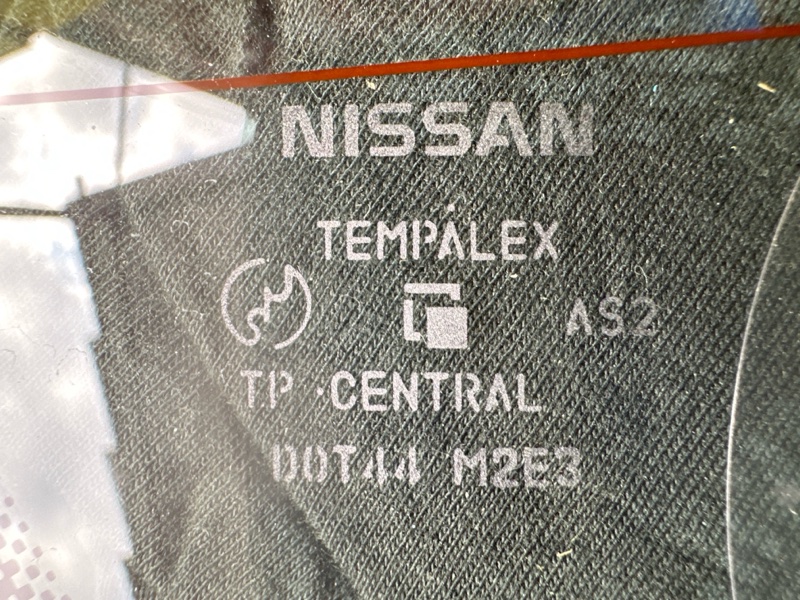 NISSAN
TEMPALEX
AS2
TP CENTRAL
DOT44 M2E3